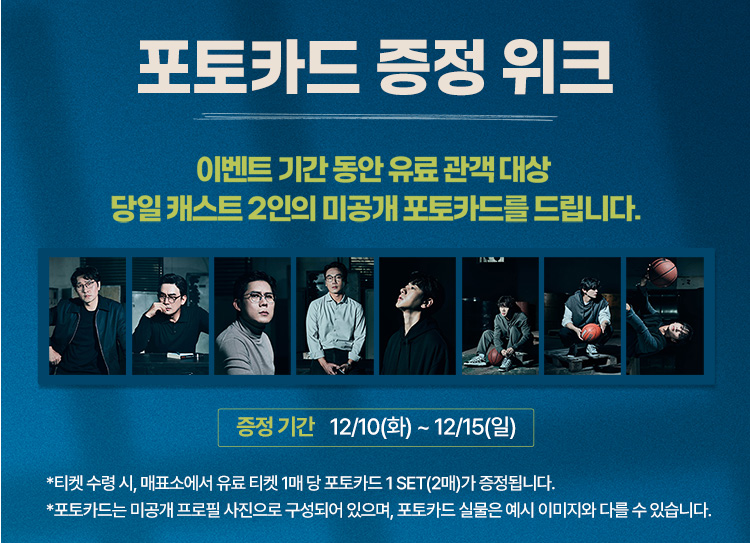 포토카드 증정 위크
이벤트 기간 동안 유료 관객 대상
당일 캐스트 2인의 미공개 포토카드를 드립니다.
증정 기간 12/10(화) ~ 12/15(일)
*티켓 수령 시, 매표소에서 유료 티켓 1매 당 포토카드 1 SET(2매)가 증정됩니다.
*포토카드는 미공개 프로필 사진으로 구성되어 있으며, 포토카드 실물은 예시 이미지와 다를 수 있습니다.